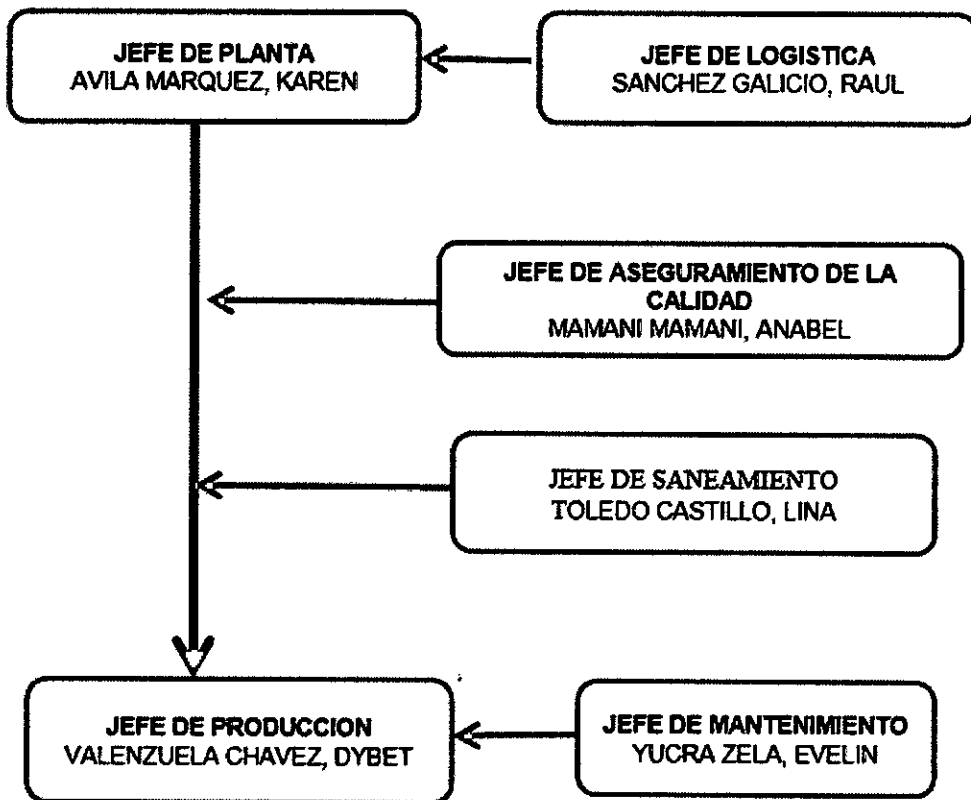 JEFE DE PLANTA
AVILA MARQUEZ, KAREN
JEFE DE LOGISTICA
SANCHEZ GALICIO, RAUL
JEFE DE ASEGURAMIENTO DE LA
CALIDAD
MAMANI MAMANI, ANABEL
JEFE DE SANEAMIENTO
TOLEDO CASTILLO, LINA
JEFE DE PRODUCCION
VALENZUELA CHAVEZ, DYBET
JEFE DE MANTENIMIENTO
YUCRA ZELA, EVELIN